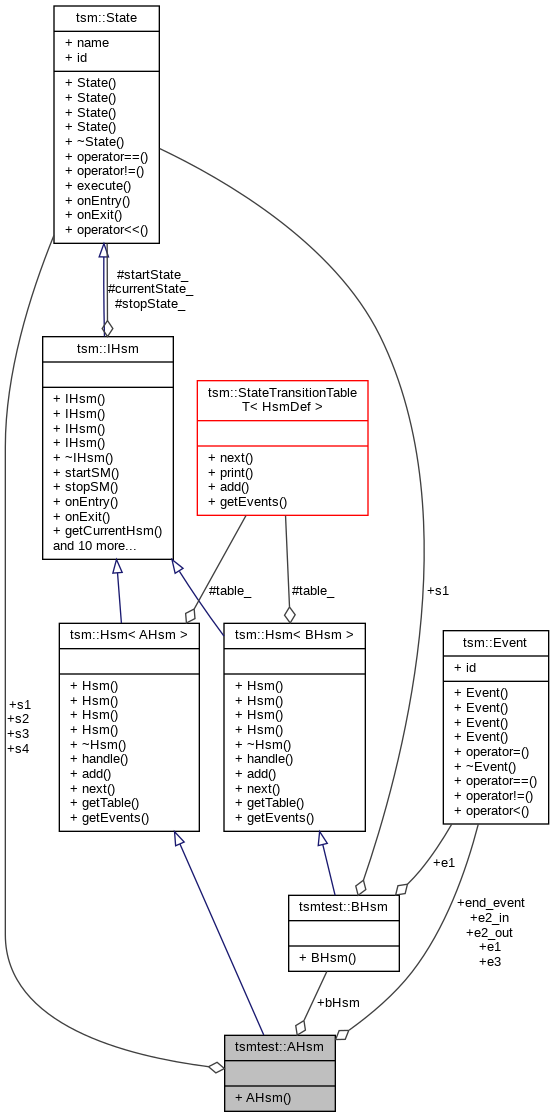 tsm::State
+ name
+ id
+ State()
+ State()
+ State()
+ State()
+ ~State()
+ operator==()
+ operator!=()
+ execute()
+ onEntry()
+ onExit()
+ operator<<()
#startState_
#currentState_
#stopState_
tsm::IHsm
+ IHsm()
+ IHsm()
+ IHsm()
+ IHsm()
+ ~IHsm()
+ startSM()
+ stopSM()
+ onEntry()
+ onExit()
+ getCurrentHsm()
and 10 more...
tsm::StateTransitionTable
T< HsmDef >
+ next()
+ print()
+ add()
+ getEvents()
#table_
#table_
+s1
tsm::Hsm< AHsm >
+ Hsm()
+ Hsm()
+ Hsm()
+ Hsm()
+ ~Hsm()
+ handle()
+ add()
+ next()
+ getTable()
+ getEvents()
tsm::Hsm< BHsm >
+ Hsm()
+ Hsm()
+ Hsm()
+ Hsm()
+ ~Hsm()
+ handle()
+ add()
+ next()
+ getTable()
+ getEvents()
tsm::Event
+ id
+ Event()
+ Event()
+ Event()
+ Event()
+ operator=()
+ ~Event()
+ operator==()
+ operator!=()
+ operator<()
+s1
+s2
+s3
+s4
+e1
tsmtest::BHsm
+ BHsm()
+end_event
+e2_in
+e2_out
+e1
+e3
+bHsm
tsmtest::AHsm
+ AHsm()